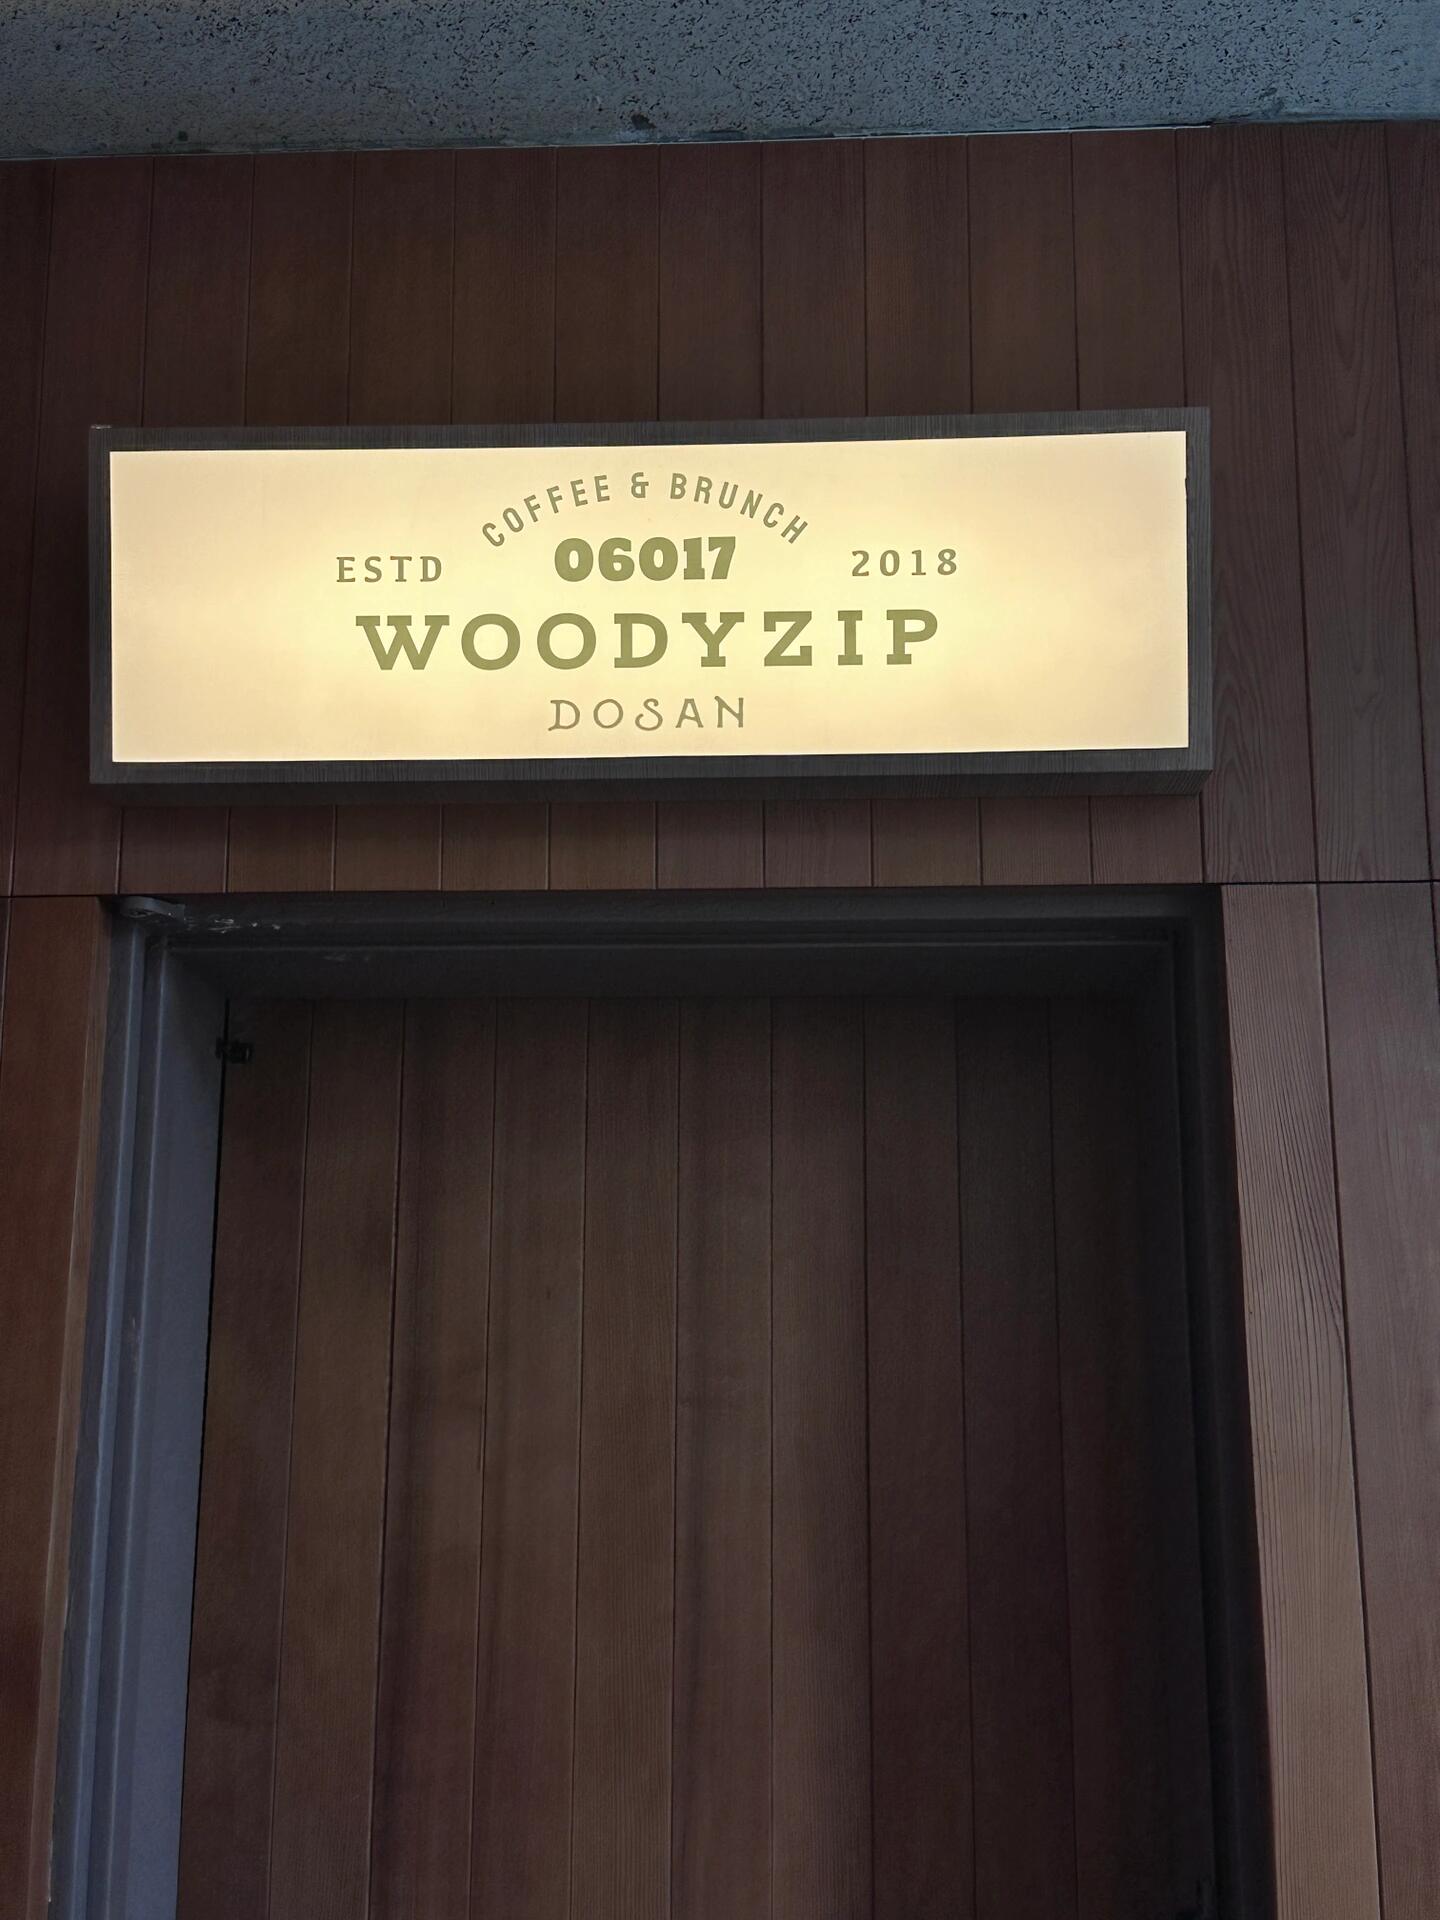 COFFEE & BRUNCH
ESTD 06017 2018
WOODYZIP
DOSAN